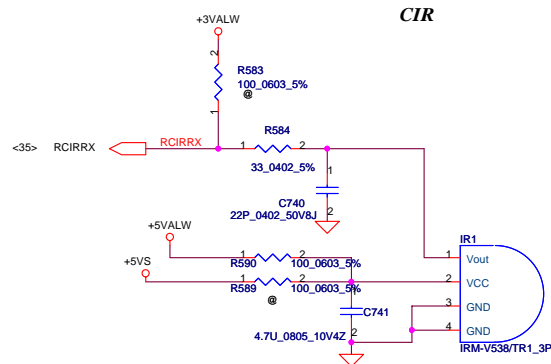 CIR
+3VALW
2
R583
100_0603_5%
@
1
R584
<35> RCIRRX RCIRRX 1 2
33_0402_5%
1
C740
2
22P_0402_50V8J
+5VALW
IR1
1 Vout
1 2
R590 100_0603_5%
+5VS
1 2
R589 100_0603_5%
2 VCC
@
1
C741
3 GND
4.7U_0805_10V4Z
2
4 GND
IRM-V538/TR1_3P